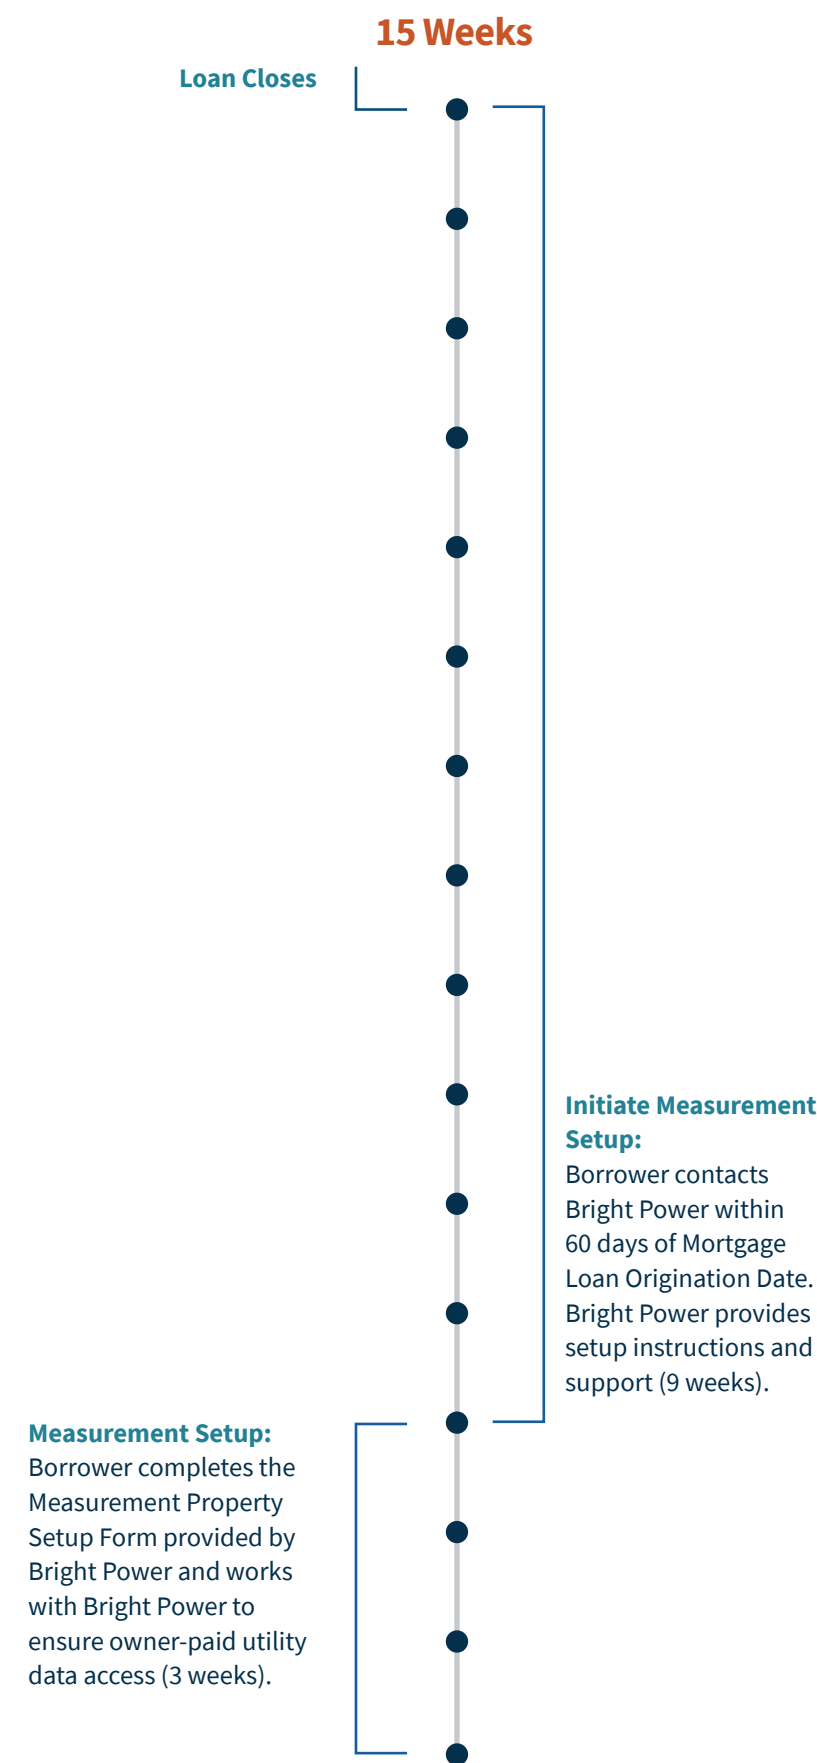 15 Weeks
Loan Closes
Initiate Measurement
Setup:
Borrower contacts
Bright Power within
60 days of Mortgage
Loan Origination Date.
Bright Power provides
setup instructions and
support (9 weeks).
Measurement Setup:
Borrower completes the
Measurement Property
Setup Form provided by
Bright Power and works
with Bright Power to
ensure owner-paid utility
data access (3 weeks).